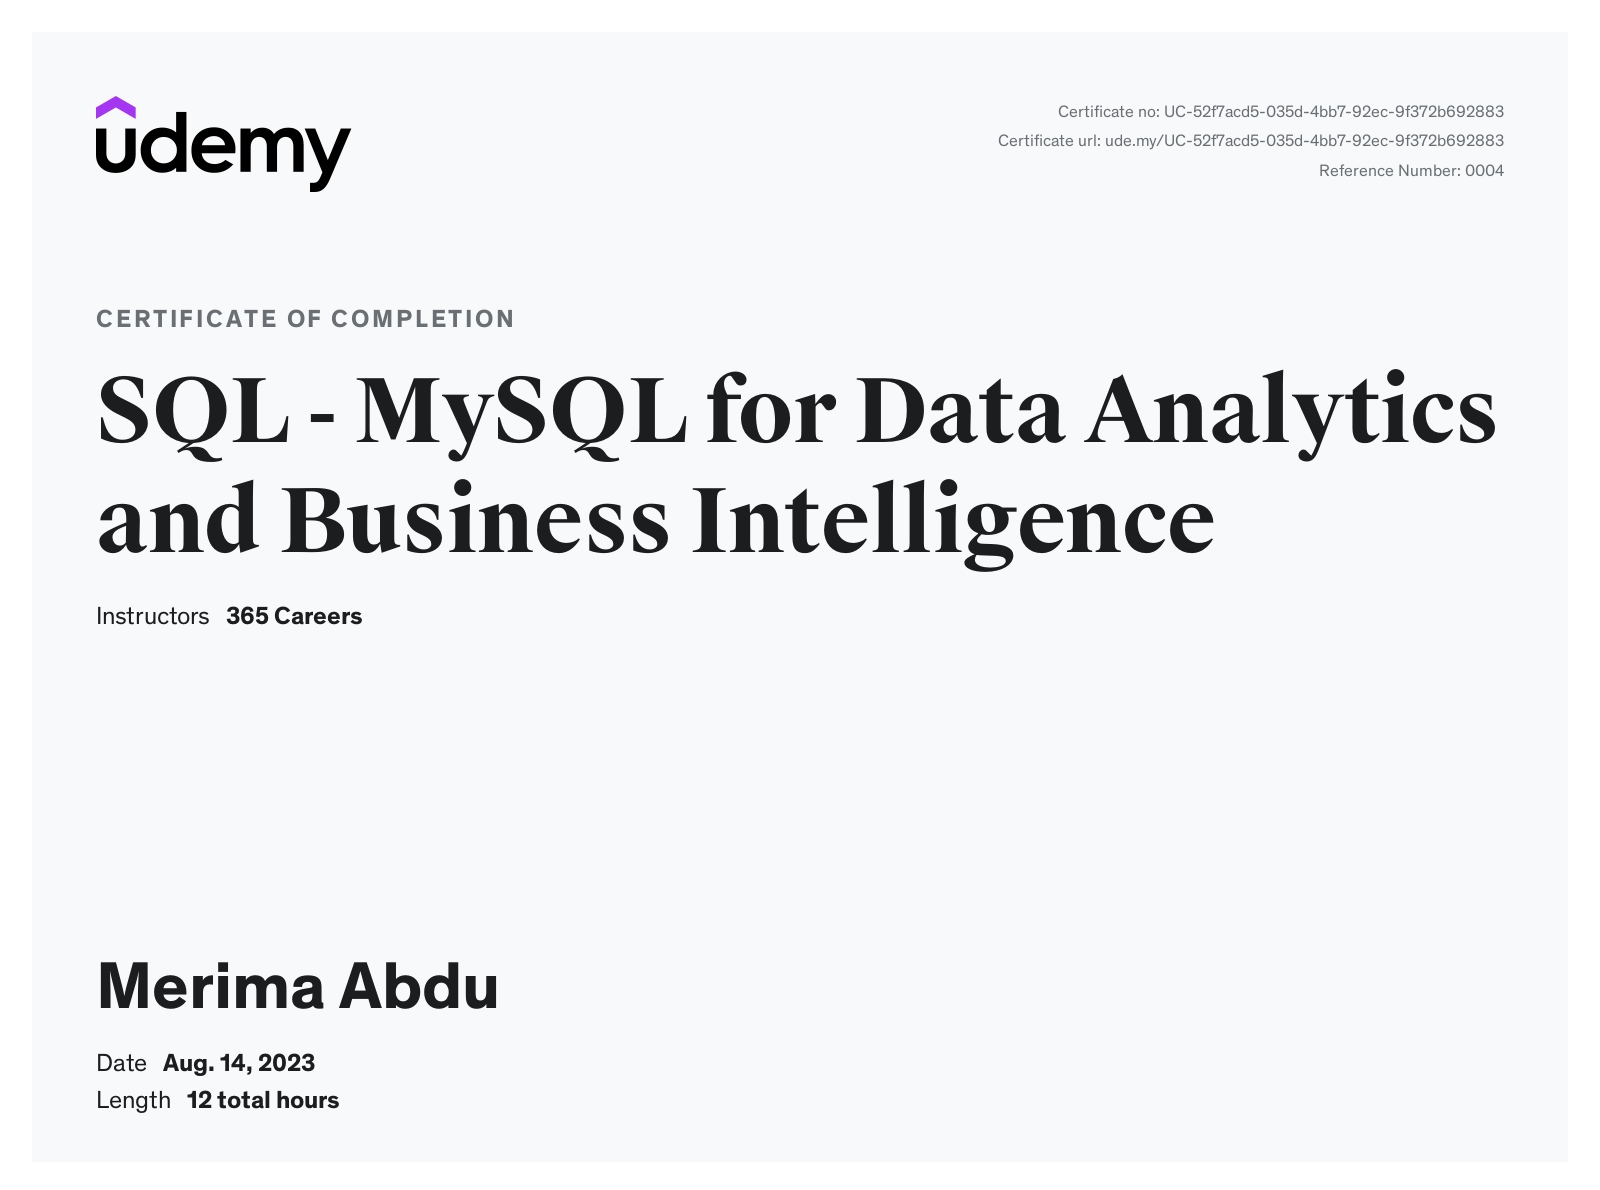 udemy
Certificate no: UC-52f7acd5-035d-4bb7-92ec-9f372b692883
Certificate url: ude.my/UC-52f7acd5-035d-4bb7-92ec-9f372b692883
Reference Number: 0004
CERTIFICATE OF COMPLETION
SQL - MySQL for Data Analytics
and Business Intelligence
Instructors 365 Careers
Merima Abdu
Date Aug. 14, 2023
Length 12 total hours